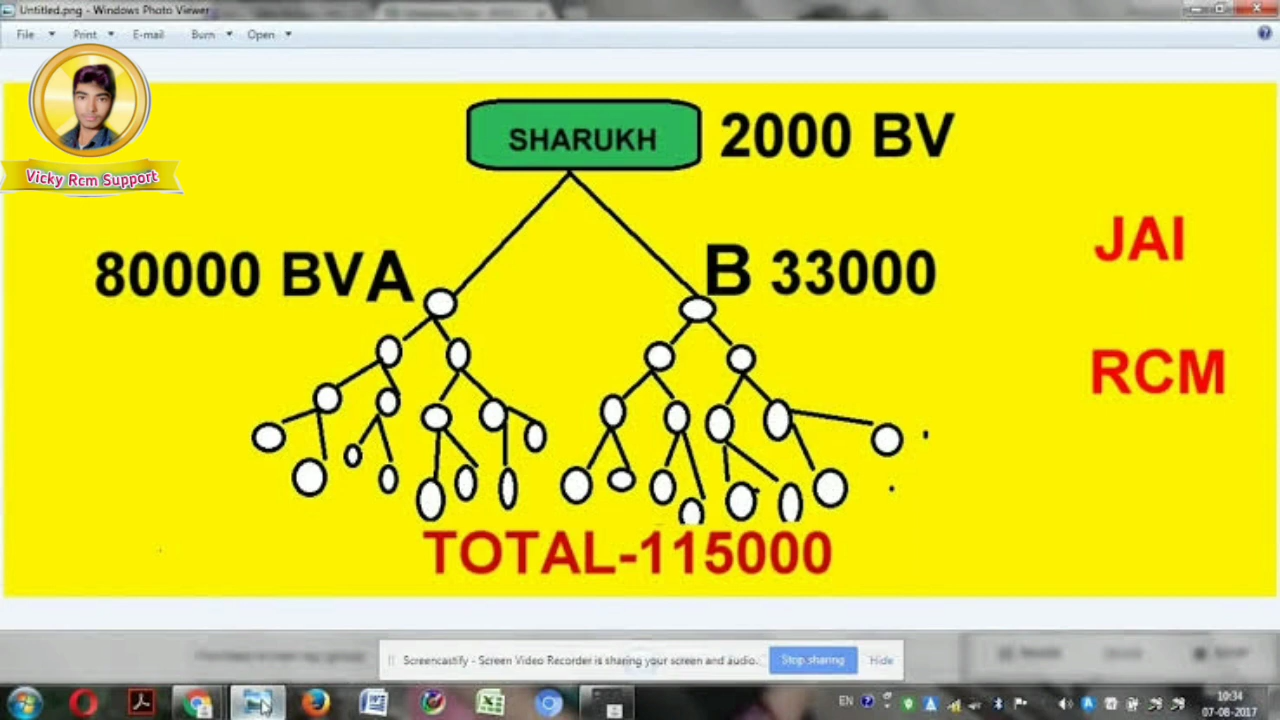 Untitled.png - Windows Photo Viewer
File Print E-mail Burn Open
Vicky Rcm Support
SHARUKH 2000 BV
JAI
80000 BVA B 33000
RCM
TOTAL-115000
Screencastify - Screen Video Recorder is sharing your screen and audio. Stop sharing Hide
EN
10:34
07-08-2017